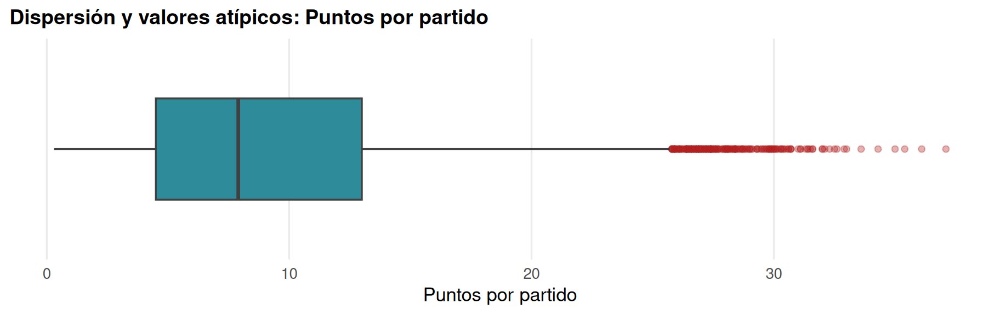 Dispersión y valores atípicos: Puntos por partido
0 10 20 30
Puntos por partido